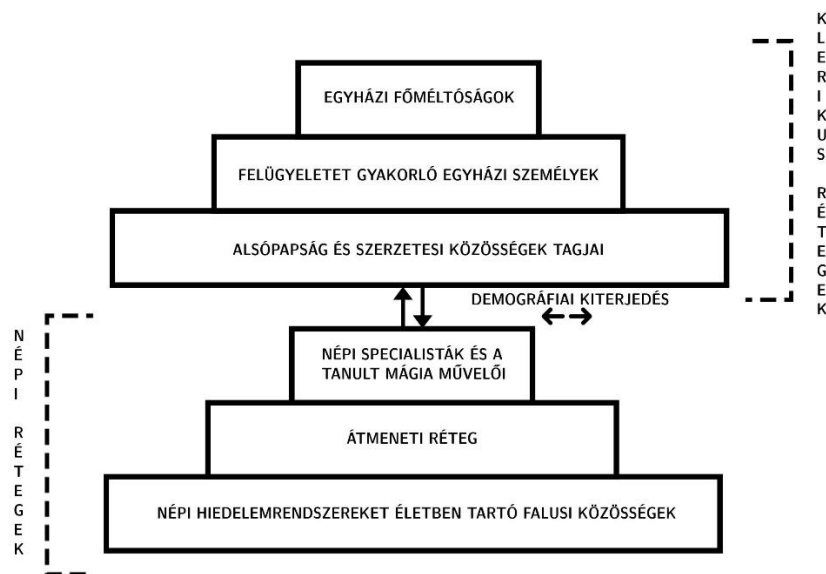 KLERIKUS RÉTEGEK
EGYHÁZI FŐMÉLTÓSÁGOK
FELÜGYELETET GYAKORLÓ EGYHÁZI SZEMÉLYEK
ALSÓPAPSÁG ÉS SZERZETESI KÖZÖSSÉGEK TAGJAI
DEMOGRÁFIAI KITERJEDÉS
NÉPI RÉTEGEK
NÉPI SPECIALISTÁK ÉS A
TANULT MÁGIA MŰVELŐI
ÁTMENETI RÉTEG
NÉPI HIEDELEMRENDSZEREKET ÉLETBEN TARTÓ FALUSI KÖZÖSSÉGEK